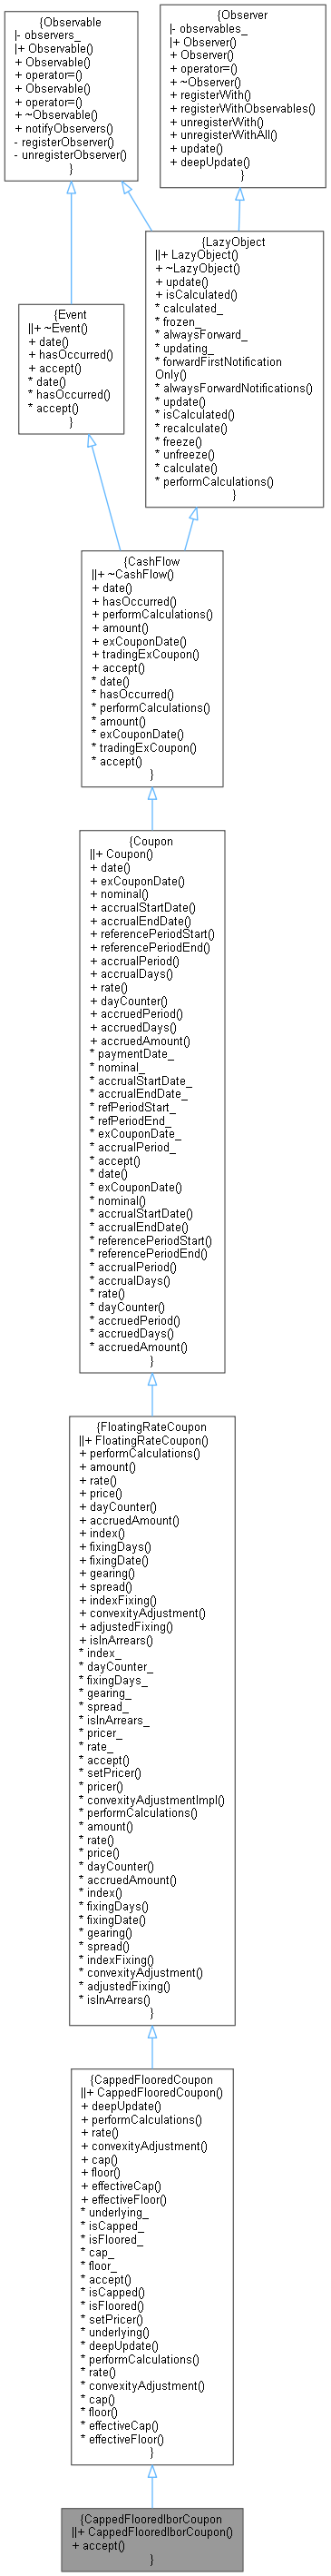 {Observable
|- observers_
|+ Observable()
+ Observable()
+ operator=()
+ Observable()
+ operator=()
+ ~Observable()
+ notifyObservers()
- registerObserver()
- unregisterObserver()
}
{Observer
|- observables_
|+ Observer()
+ Observer()
+ operator=()
+ ~Observer()
+ registerWith()
+ registerWithObservables()
+ unregisterWith()
+ unregisterWithAll()
+ update()
+ deepUpdate()
}
{LazyObject
||+ LazyObject()
+ ~LazyObject()
+ update()
+ isCalculated()
* calculated_
* frozen_
* alwaysForward_
* updating_
* forwardFirstNotification
Only()
* alwaysForwardNotifications()
* update()
* isCalculated()
* recalculate()
* freeze()
* unfreeze()
* calculate()
* performCalculations()
}
{Event
||+ ~Event()
+ date()
+ hasOccurred()
+ accept()
* date()
* hasOccurred()
* accept()
}
{CashFlow
||+ ~CashFlow()
+ date()
+ hasOccurred()
+ performCalculations()
+ amount()
+ exCouponDate()
+ tradingExCoupon()
+ accept()
* date()
* hasOccurred()
* performCalculations()
* amount()
* exCouponDate()
* tradingExCoupon()
* accept()
}
{Coupon
||+ Coupon()
+ date()
+ exCouponDate()
+ nominal()
+ accrualStartDate()
+ accrualEndDate()
+ referencePeriodStart()
+ referencePeriodEnd()
+ accrualPeriod()
+ accrualDays()
+ rate()
+ dayCounter()
+ accruedPeriod()
+ accruedDays()
+ accruedAmount()
* paymentDate_
* nominal_
* accrualStartDate_
* accrualEndDate_
* refPeriodStart_
* refPeriodEnd_
* exCouponDate_
* accrualPeriod_
* accept()
* date()
* exCouponDate()
* nominal()
* accrualStartDate()
* accrualEndDate()
* referencePeriodStart()
* referencePeriodEnd()
* accrualPeriod()
* accrualDays()
* rate()
* dayCounter()
* accruedPeriod()
* accruedDays()
* accruedAmount()
}
{FloatingRateCoupon
||+ FloatingRateCoupon()
+ performCalculations()
+ amount()
+ rate()
+ price()
+ dayCounter()
+ accruedAmount()
+ index()
+ fixingDays()
+ fixingDate()
+ gearing()
+ spread()
+ indexFixing()
+ convexityAdjustment()
+ adjustedFixing()
+ isInArrears()
* index_
* dayCounter_
* fixingDays_
* gearing_
* spread_
* isInArrears_
* pricer_
* rate_
* accept()
* setPricer()
* pricer()
* convexityAdjustmentImpl()
* performCalculations()
* amount()
* rate()
* price()
* dayCounter()
* accruedAmount()
* index()
* fixingDays()
* fixingDate()
* gearing()
* spread()
* indexFixing()
* convexityAdjustment()
* adjustedFixing()
* isInArrears()
}
{CappedFlooredCoupon
||+ CappedFlooredCoupon()
+ deepUpdate()
+ performCalculations()
+ rate()
+ convexityAdjustment()
+ cap()
+ floor()
+ effectiveCap()
+ effectiveFloor()
* underlying_
* isCapped_
* isFloored_
* cap_
* floor_
* accept()
* isCapped()
* isFloored()
* setPricer()
* underlying()
* deepUpdate()
* performCalculations()
* rate()
* convexityAdjustment()
* cap()
* floor()
* effectiveCap()
* effectiveFloor()
}
{CappedFlooredIborCoupon
||+ CappedFlooredIborCoupon()
+ accept()
}